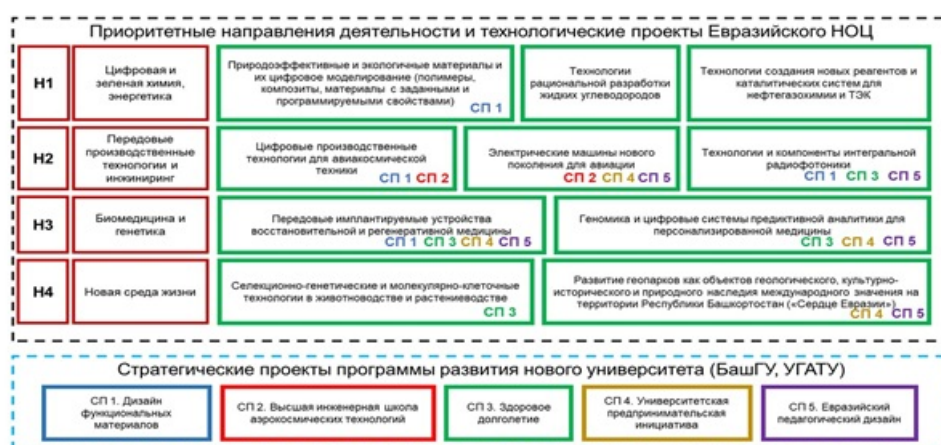 Приоритетные направления деятельности и технологические проекты Евразийского НОЦ
Н1
Цифровая и
зеленая химия,
энергетика
Природоэффективные и экологичные материалы и
их цифровое моделирование (полимеры,
композиты, материалы с заданными и
программируемыми свойствами)
СП 1
Технологии
рациональной разработки
жидких углеводородов
Технологии создания новых реагентов и
каталитических систем для
нефтегазохимии и ТЭК
Н2
Передовые
производственные
технологии и
инжиниринг
Цифровые производственные
технологии для авиакосмической
техники
СП 1 СП 2
Электрические машины нового
поколения для авиации
СП 2 СП 4 СП 5
Технологии и компоненты интегральной
радиофотоники
СП 1 СП 3 СП 5
Н3
Биомедицина и
генетика
Передовые имплантируемые устройства
восстановительной и регенеративной медицины
СП 1 СП 3 СП 4 СП 5
Геномика и цифровые системы предиктивной аналитики для
персонализированной медицины
СП 3 СП 4 СП 5
Н4
Новая среда жизни
Селекционно-генетические и молекулярно-клеточные
технологии в животноводстве и растениеводстве
СП 3
Развитие геопарков как объектов геологического, культурно-
исторического и природного наследия международного значения на
территории Республики Башкортостан («Сердце Евразии»)
СП 4 СП 5
Стратегические проекты программы развития нового университета (БашГУ, УГАТУ)
СП 1. Дизайн
функциональных
материалов
СП 2. Высшая инженерная школа
аэрокосмических технологий
СП 3. Здоровое
долголетие
СП 4. Университетская
предпринимательская
инициатива
СП 5. Евразийский
педагогический дизайн